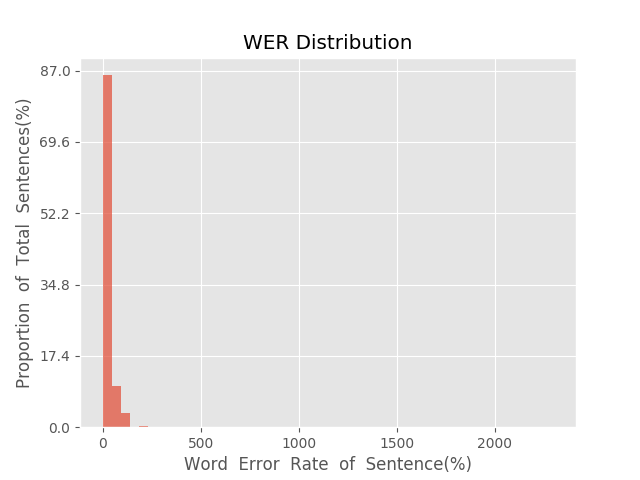 WER Distribution
87.0
69.6
52.2
34.8
17.4
0.0
Proportion of Total Sentences(%)
0 500 1000 1500 2000
Word Error Rate of Sentence(%)